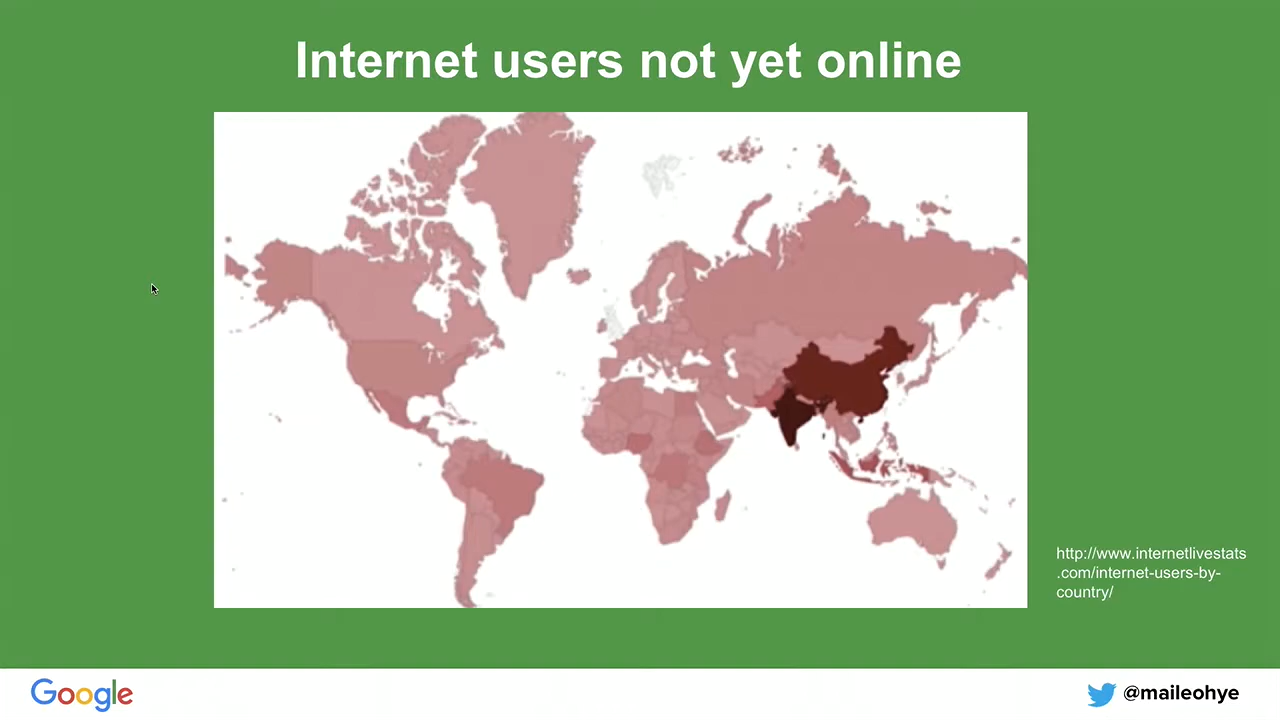 Internet users not yet online
http://www.internetlivestats
.com/internet-users-by-
country/
Google
@maileohye